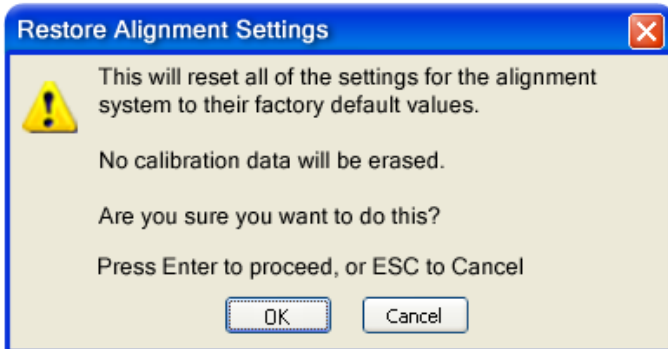 Restore Alignment Settings
This will reset all of the settings for the alignment
system to their factory default values.
No calibration data will be erased.
Are you sure you want to do this?
Press Enter to proceed, or ESC to Cancel
OK
Cancel